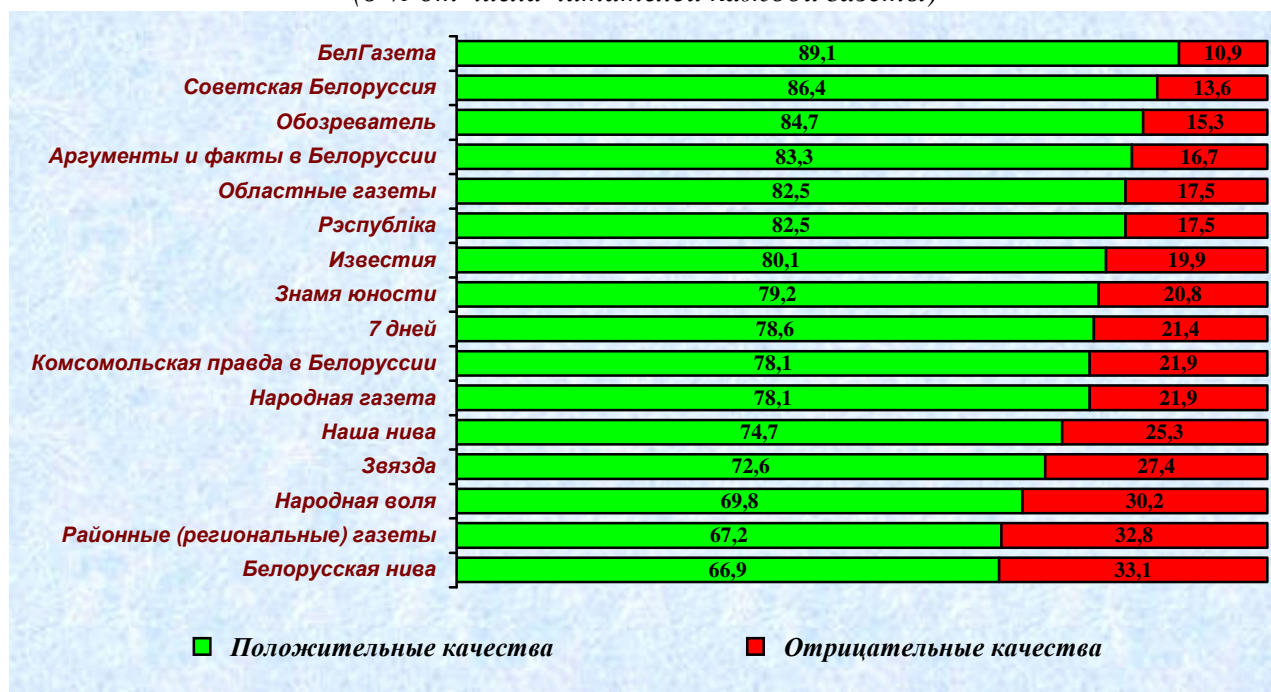 (в % от числа читателей каждой газеты)
БелГазета 89,1 10,9
Советская Белоруссия 86,4 13,6
Обозреватель 84,7 15,3
Аргументы и факты в Белоруссии 83,3 16,7
Областные газеты 82,5 17,5
Рэспубліка 82,5 17,5
Известия 80,1 19,9
Знамя юности 79,2 20,8
7 дней 78,6 21,4
Комсомольская правда в Белоруссии 78,1 21,9
Народная газета 78,1 21,9
Наша нива 74,7 25,3
Звязда 72,6 27,4
Народная воля 69,8 30,2
Районные (региональные) газеты 67,2 32,8
Белорусская нива 66,9 33,1
Положительные качества Отрицательные качества